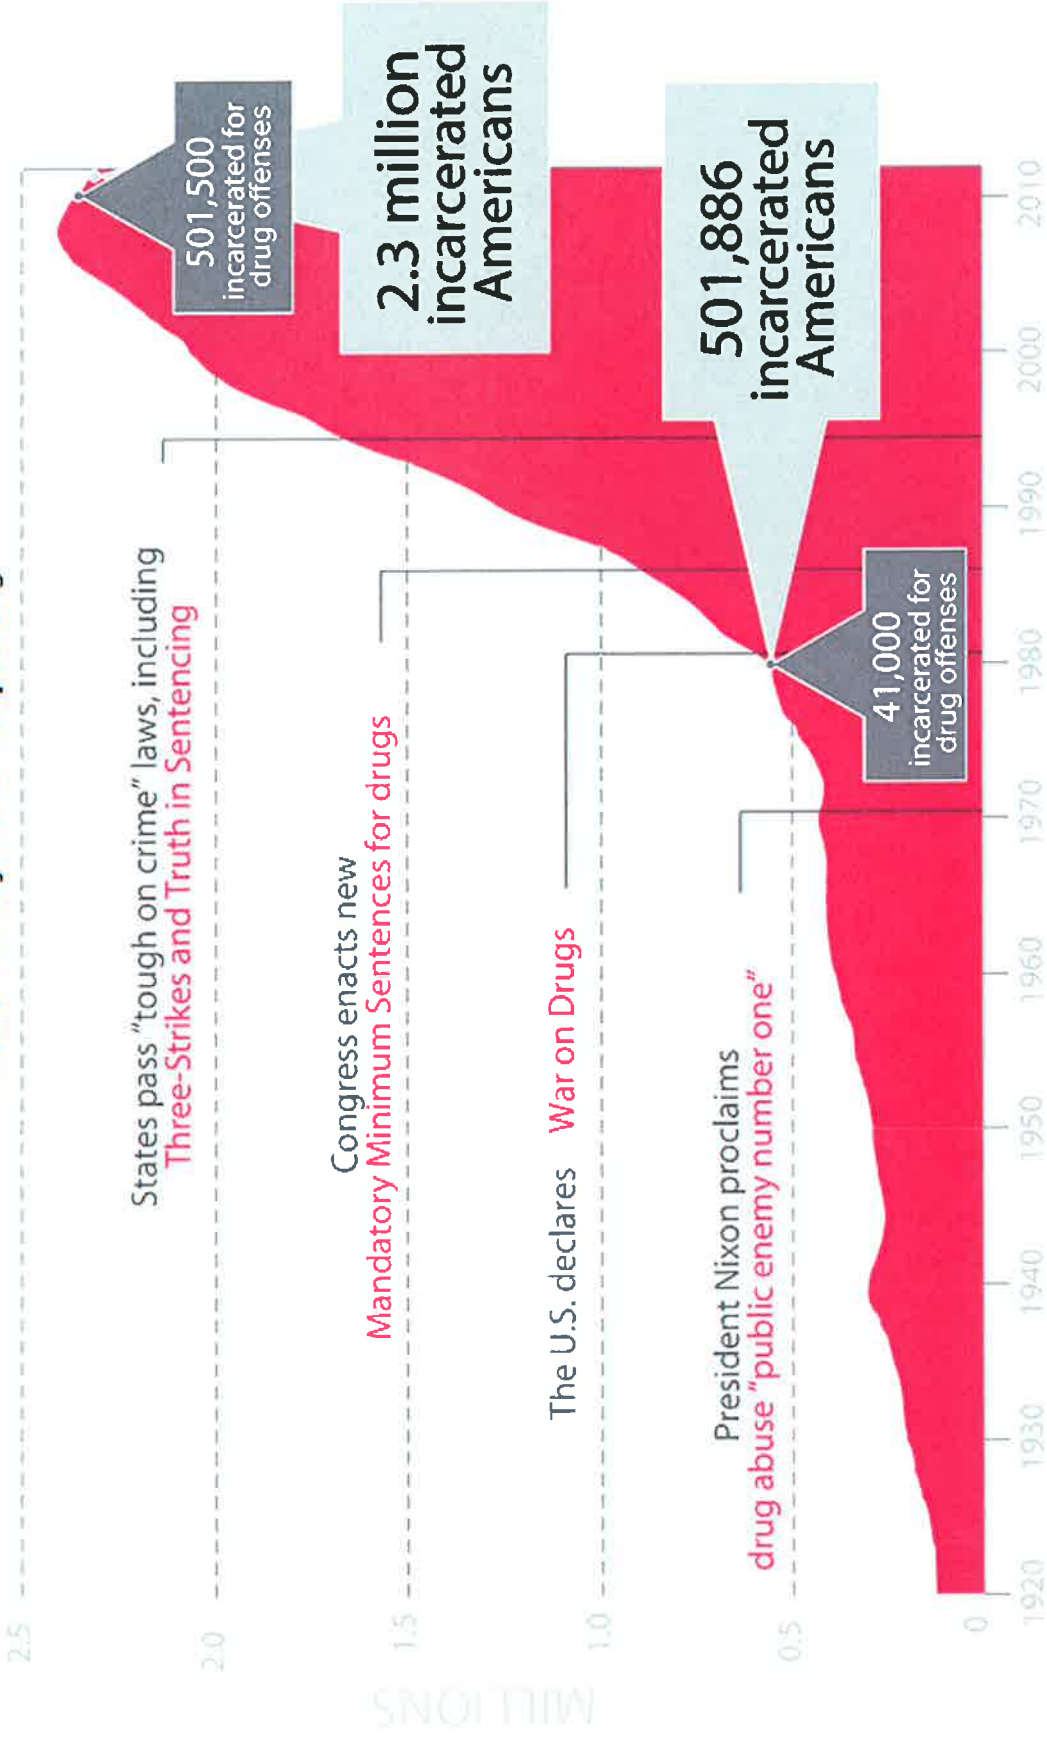 2.5
States pass "tough on crime" laws, including
Three-Strikes and Truth in Sentencing
501,500
incarcerated for
drug offenses
2.0
Congress enacts new
Mandatory Minimum Sentences for drugs
2.3 million
incarcerated
Americans
1.5
The U.S. declares War on Drugs
1.0
President Nixon proclaims
drug abuse "public enemy number one"
501,886
incarcerated
Americans
0.5
41,000
incarcerated for
drug offenses
0
MILLIONS
1920 1930 1940 1950 1960 1970 1980 1990 2000 2010